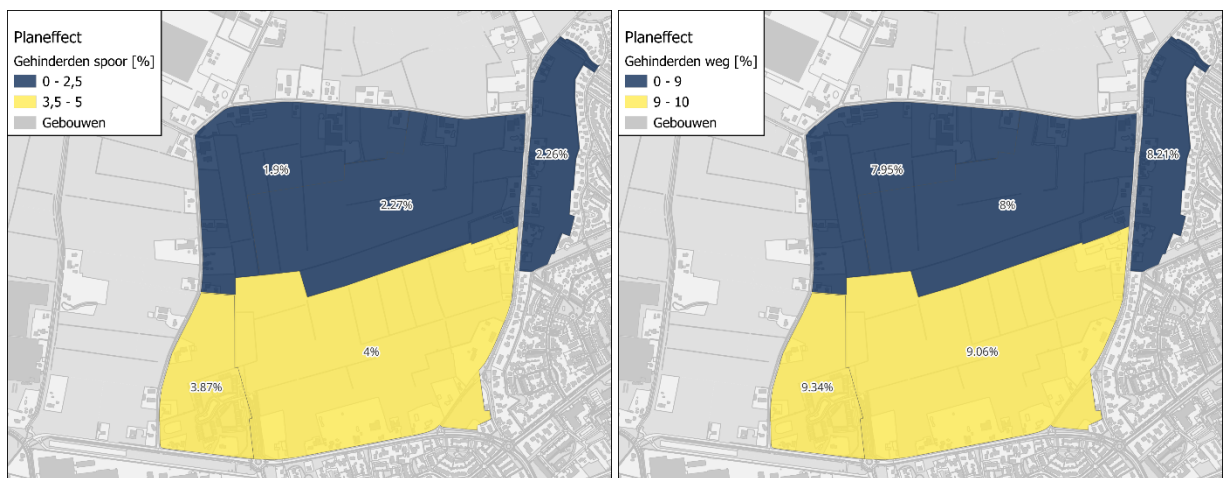 Planeffect
Gehinderden spoor [%]
0 - 2,5
3,5 - 5
Gebouwen
2.26%
1.9%
2.27%
4%
3.87%
Planeffect
Gehinderden weg [%]
0 - 9
9 - 10
Gebouwen
8.21%
7.95%
8%
9.06%
9.34%